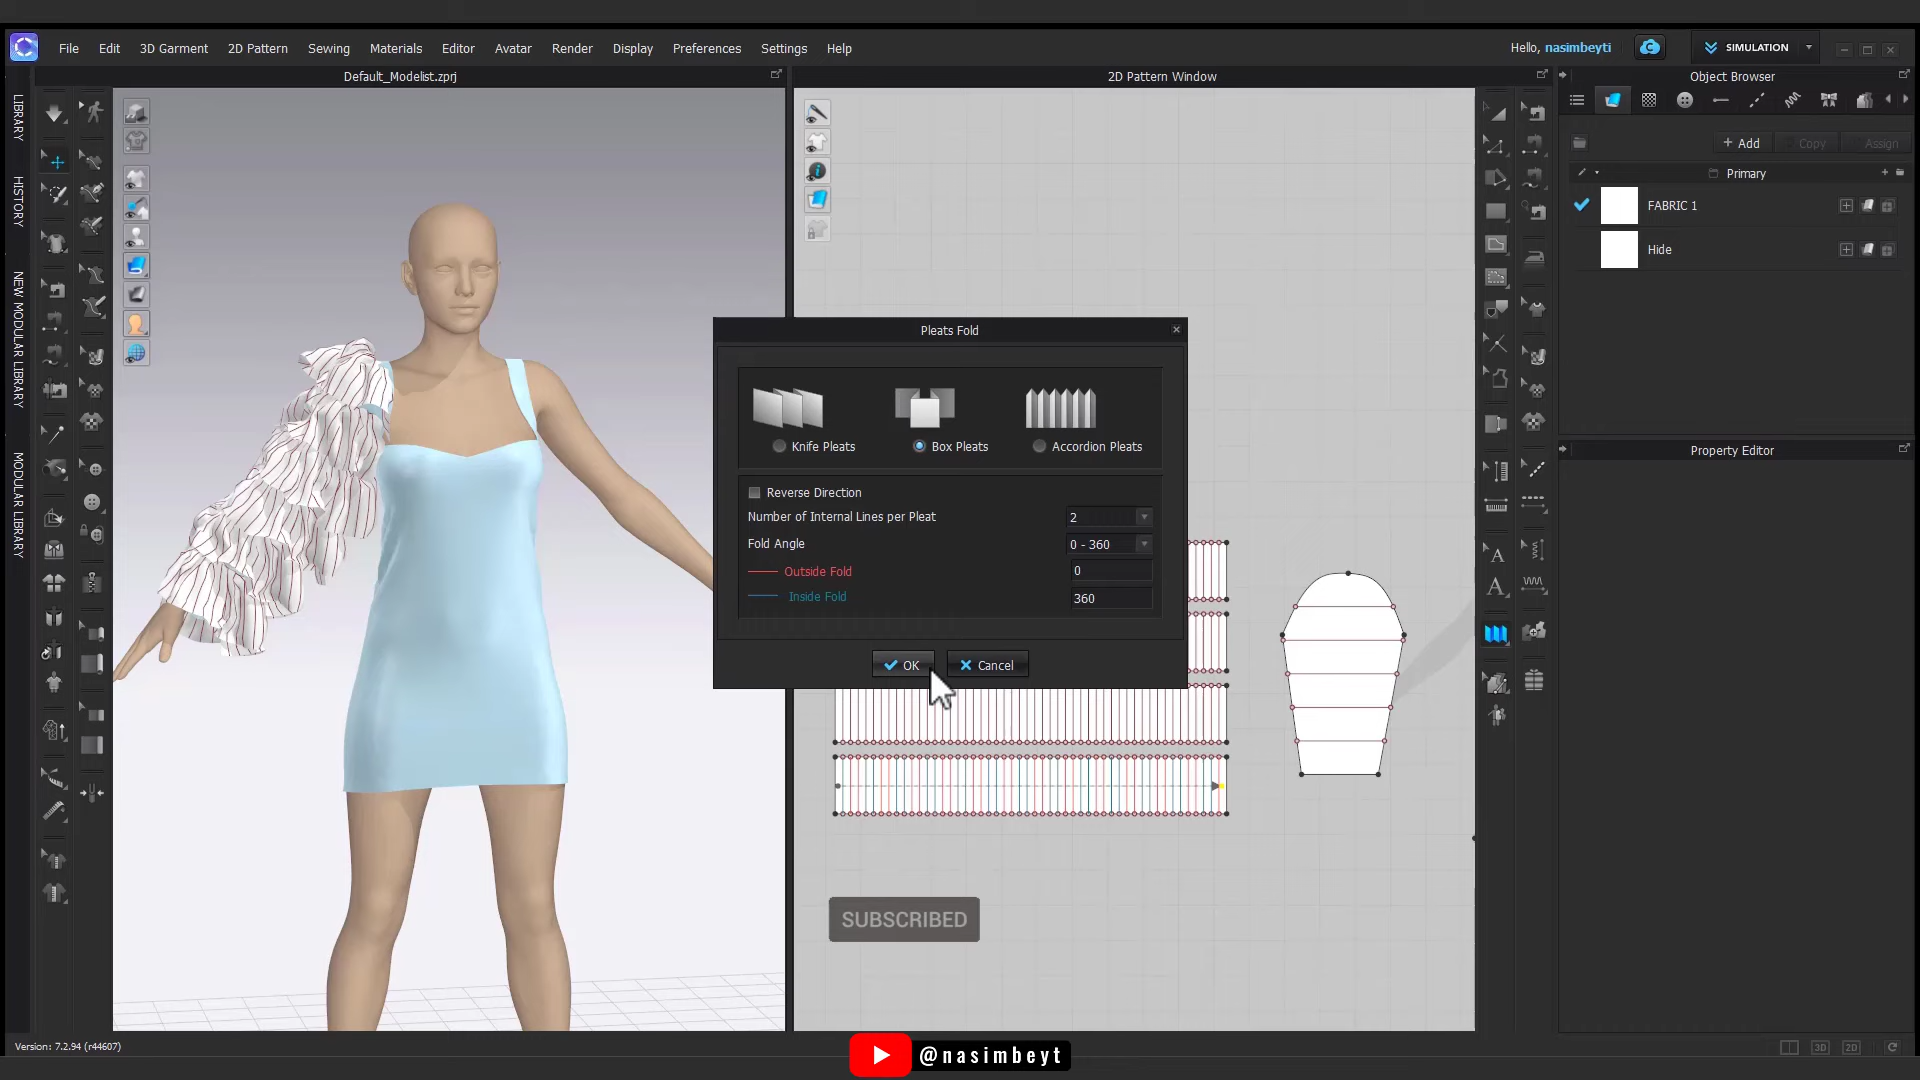 File Edit 3D Garment 2D Pattern Sewing Materials Editor Avatar Render Display Preferences Settings Help
Hello, nasimbeyti
SIMULATION
Default_Modelist.zprj
2D Pattern Window
Object Browser
LIBRARY
HISTORY
NEW MODULAR LIBRARY
MODULAR LIBRARY
+ Add
Copy
Assign
Primary
FABRIC 1
Hide
Property Editor
Pleats Fold
Knife Pleats
Box Pleats
Accordion Pleats
Reverse Direction
Number of Internal Lines per Pleat 2
Fold Angle 0 - 360
Outside Fold 0
Inside Fold 360
OK
Cancel
SUBSCRIBED
Version: 7.2.94 (r44607)
@nasimbeyt
3D
2D